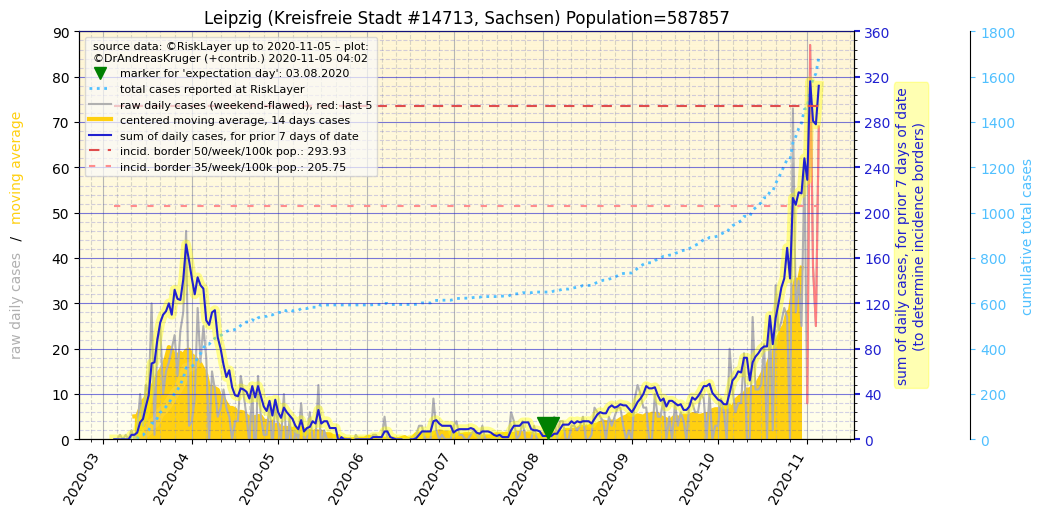 Leipzig (Kreisfreie Stadt #14713, Sachsen) Population=587857
source data: ©RiskLayer up to 2020-11-05 – plot:
©DrAndreasKruger (+contrib.) 2020-11-05 04:02
marker for 'expectation day': 03.08.2020
total cases reported at RiskLayer
raw daily cases (weekend-flawed), red: last 5
centered moving average, 14 days cases
sum of daily cases, for prior 7 days of date
incid. border 50/week/100k pop.: 293.93
incid. border 35/week/100k pop.: 205.75
raw daily cases / moving average
90
80
70
60
50
40
30
20
10
0
2020-03
2020-04
2020-05
2020-06
2020-07
2020-08
2020-09
2020-10
2020-11
360
320
280
240
200
160
120
80
40
0
sum of daily cases, for prior 7 days of date
(to determine incidence borders)
1800
1600
1400
1200
1000
800
600
400
200
0
cumulative total cases